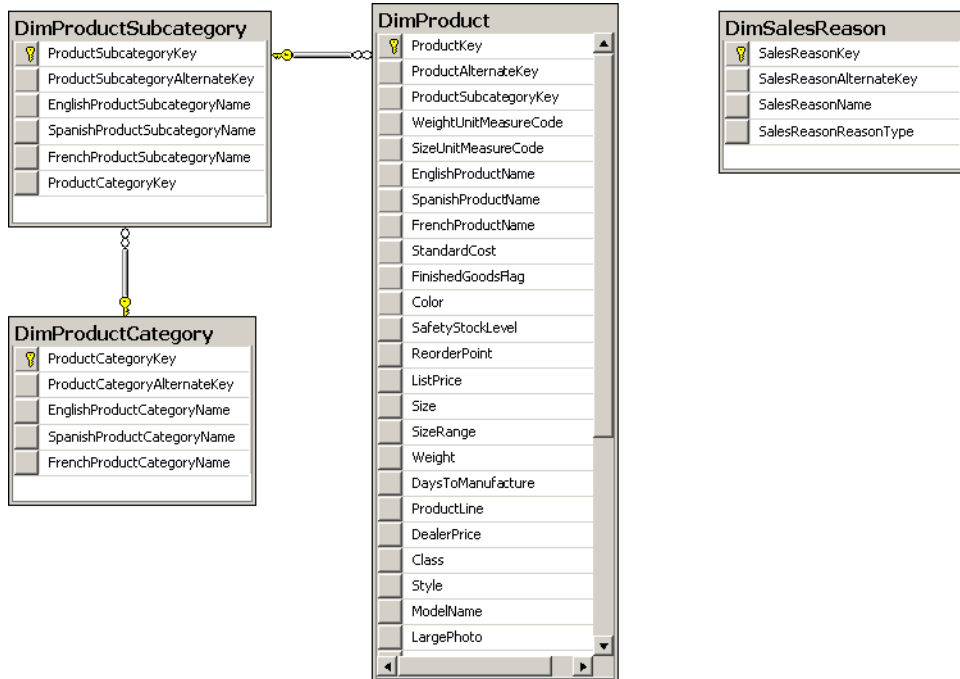 DimProductSubcategory
ProductSubcategoryKey
ProductSubcategoryAlternateKey
EnglishProductSubcategoryName
SpanishProductSubcategoryName
FrenchProductSubcategoryName
ProductCategoryKey
DimProductCategory
ProductCategoryKey
ProductCategoryAlternateKey
EnglishProductCategoryName
SpanishProductCategoryName
FrenchProductCategoryName
DimProduct
ProductKey
ProductAlternateKey
ProductSubcategoryKey
WeightUnitMeasureCode
SizeUnitMeasureCode
EnglishProductName
SpanishProductName
FrenchProductName
StandardCost
FinishedGoodsFlag
Color
SafetyStockLevel
ReorderPoint
ListPrice
Size
SizeRange
Weight
DaysToManufacture
ProductLine
DealerPrice
Class
Style
ModelName
LargePhoto
DimSalesReason
SalesReasonKey
SalesReasonAlternateKey
SalesReasonName
SalesReasonReasonType